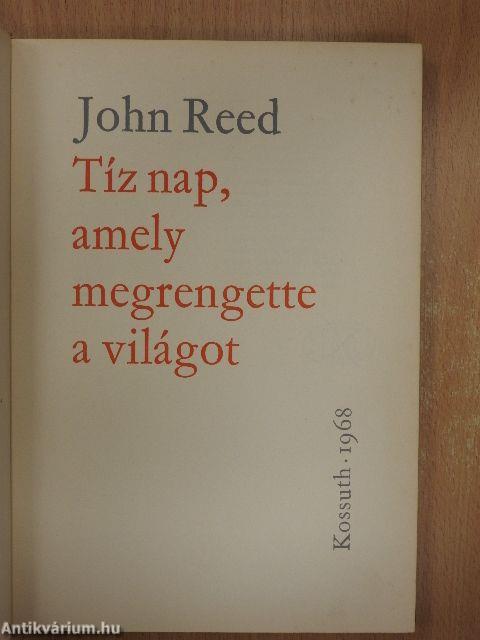 John Reed
Tíz nap,
amely
megrengette
a világot
Kossuth · 1968
Antikvárium.hu